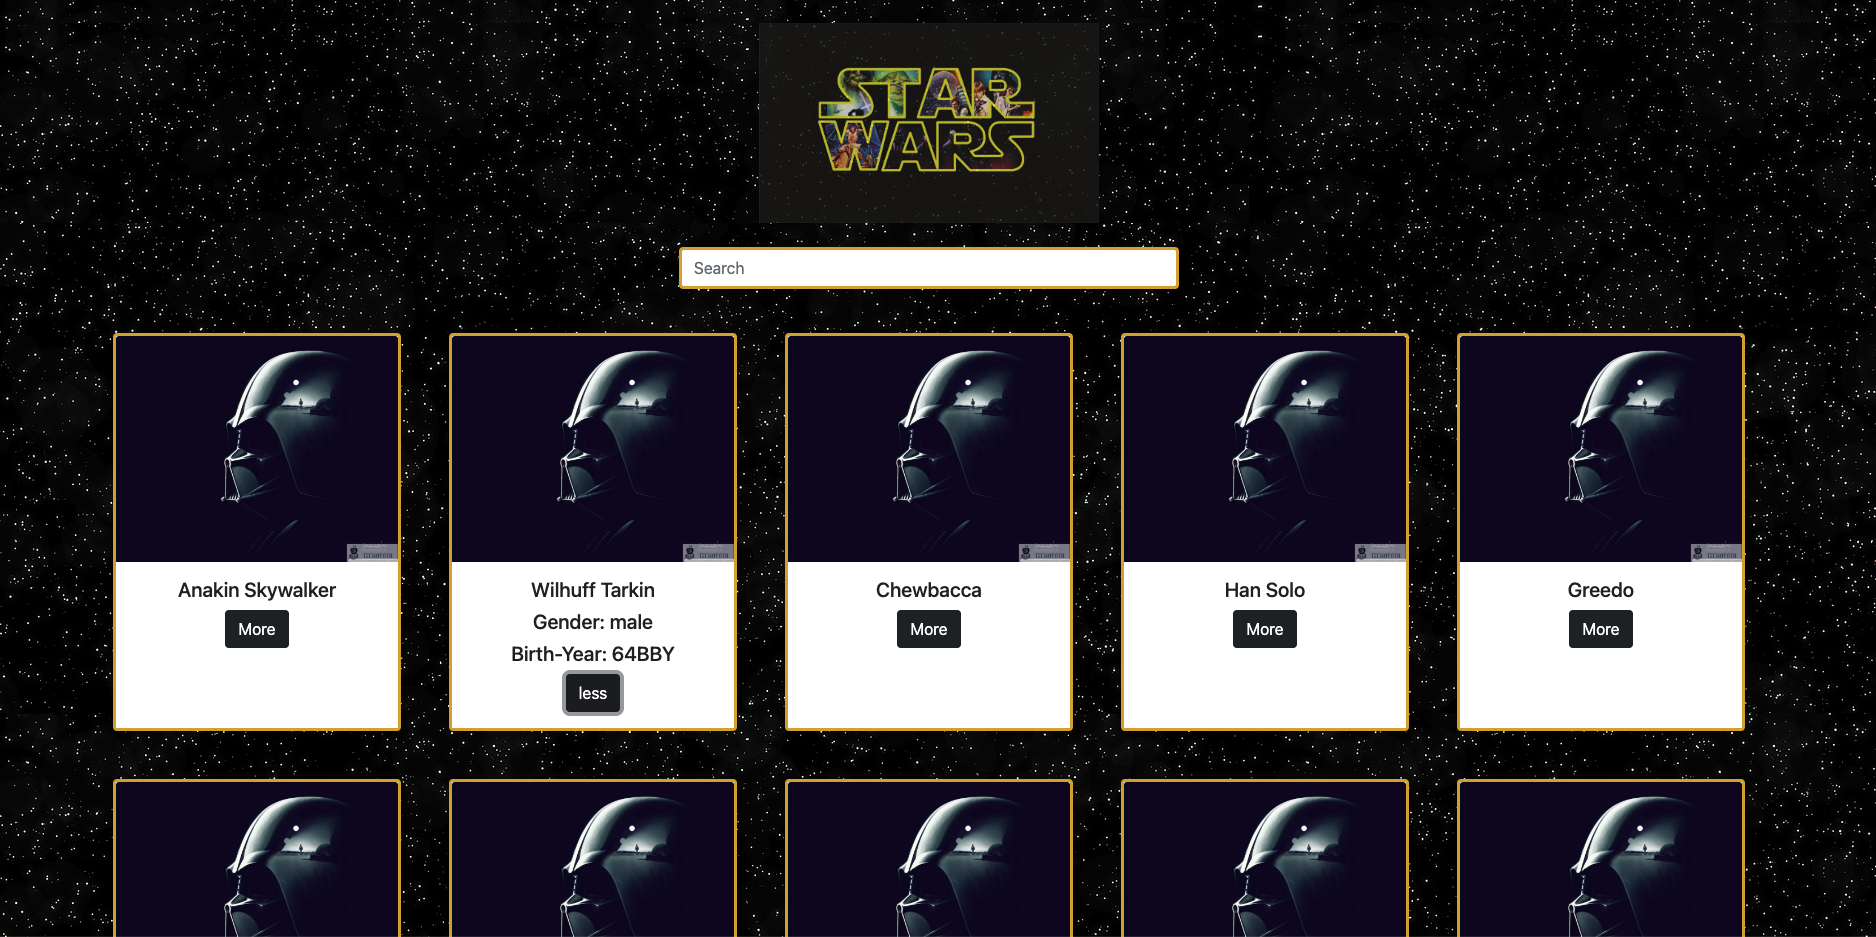 STAR
WARS
Search
Anakin Skywalker
More
Wilhuff Tarkin
Gender: male
Birth-Year: 64BBY
less
Chewbacca
More
Han Solo
More
Greedo
More